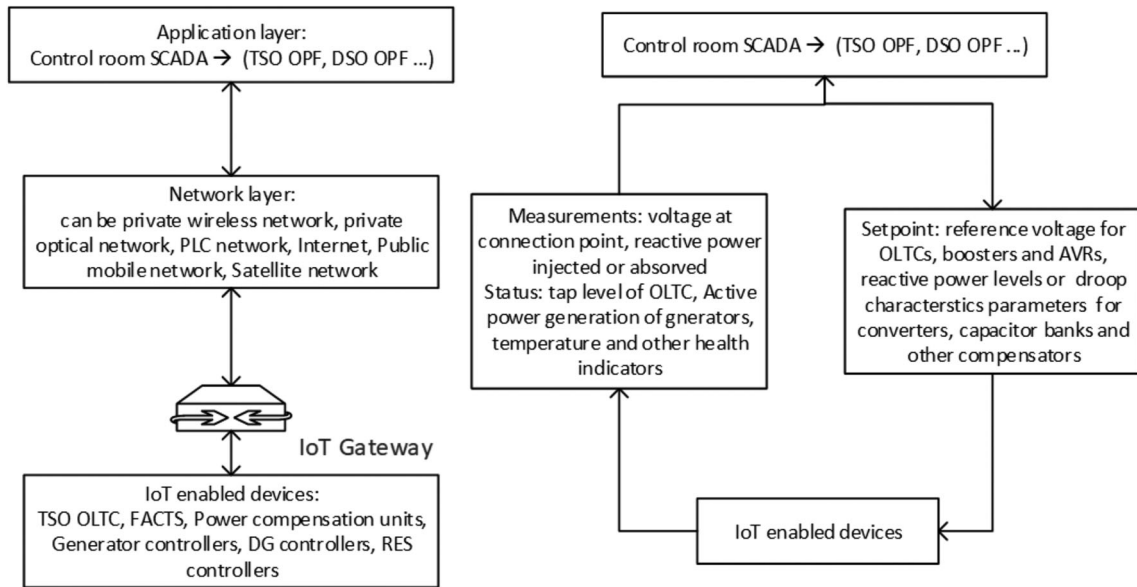 Application layer:
Control room SCADA → (TSO OPF, DSO OPF ...)
Network layer:
can be private wireless network, private
optical network, PLC network, Internet, Public
mobile network, Satellite network
IoT Gateway
IoT enabled devices:
TSO OLTC, FACTS, Power compensation units,
Generator controllers, DG controllers, RES
controllers
Control room SCADA → (TSO OPF, DSO OPF ...)
Measurements: voltage at
connection point, reactive power
injected or absorved
Status: tap level of OLTC, Active
power generation of gnerators,
temperature and other health
indicators
Setpoint: reference voltage for
OLTCs, boosters and AVRs,
reactive power levels or droop
characterstics parameters for
converters, capacitor banks and
other compensators
IoT enabled devices